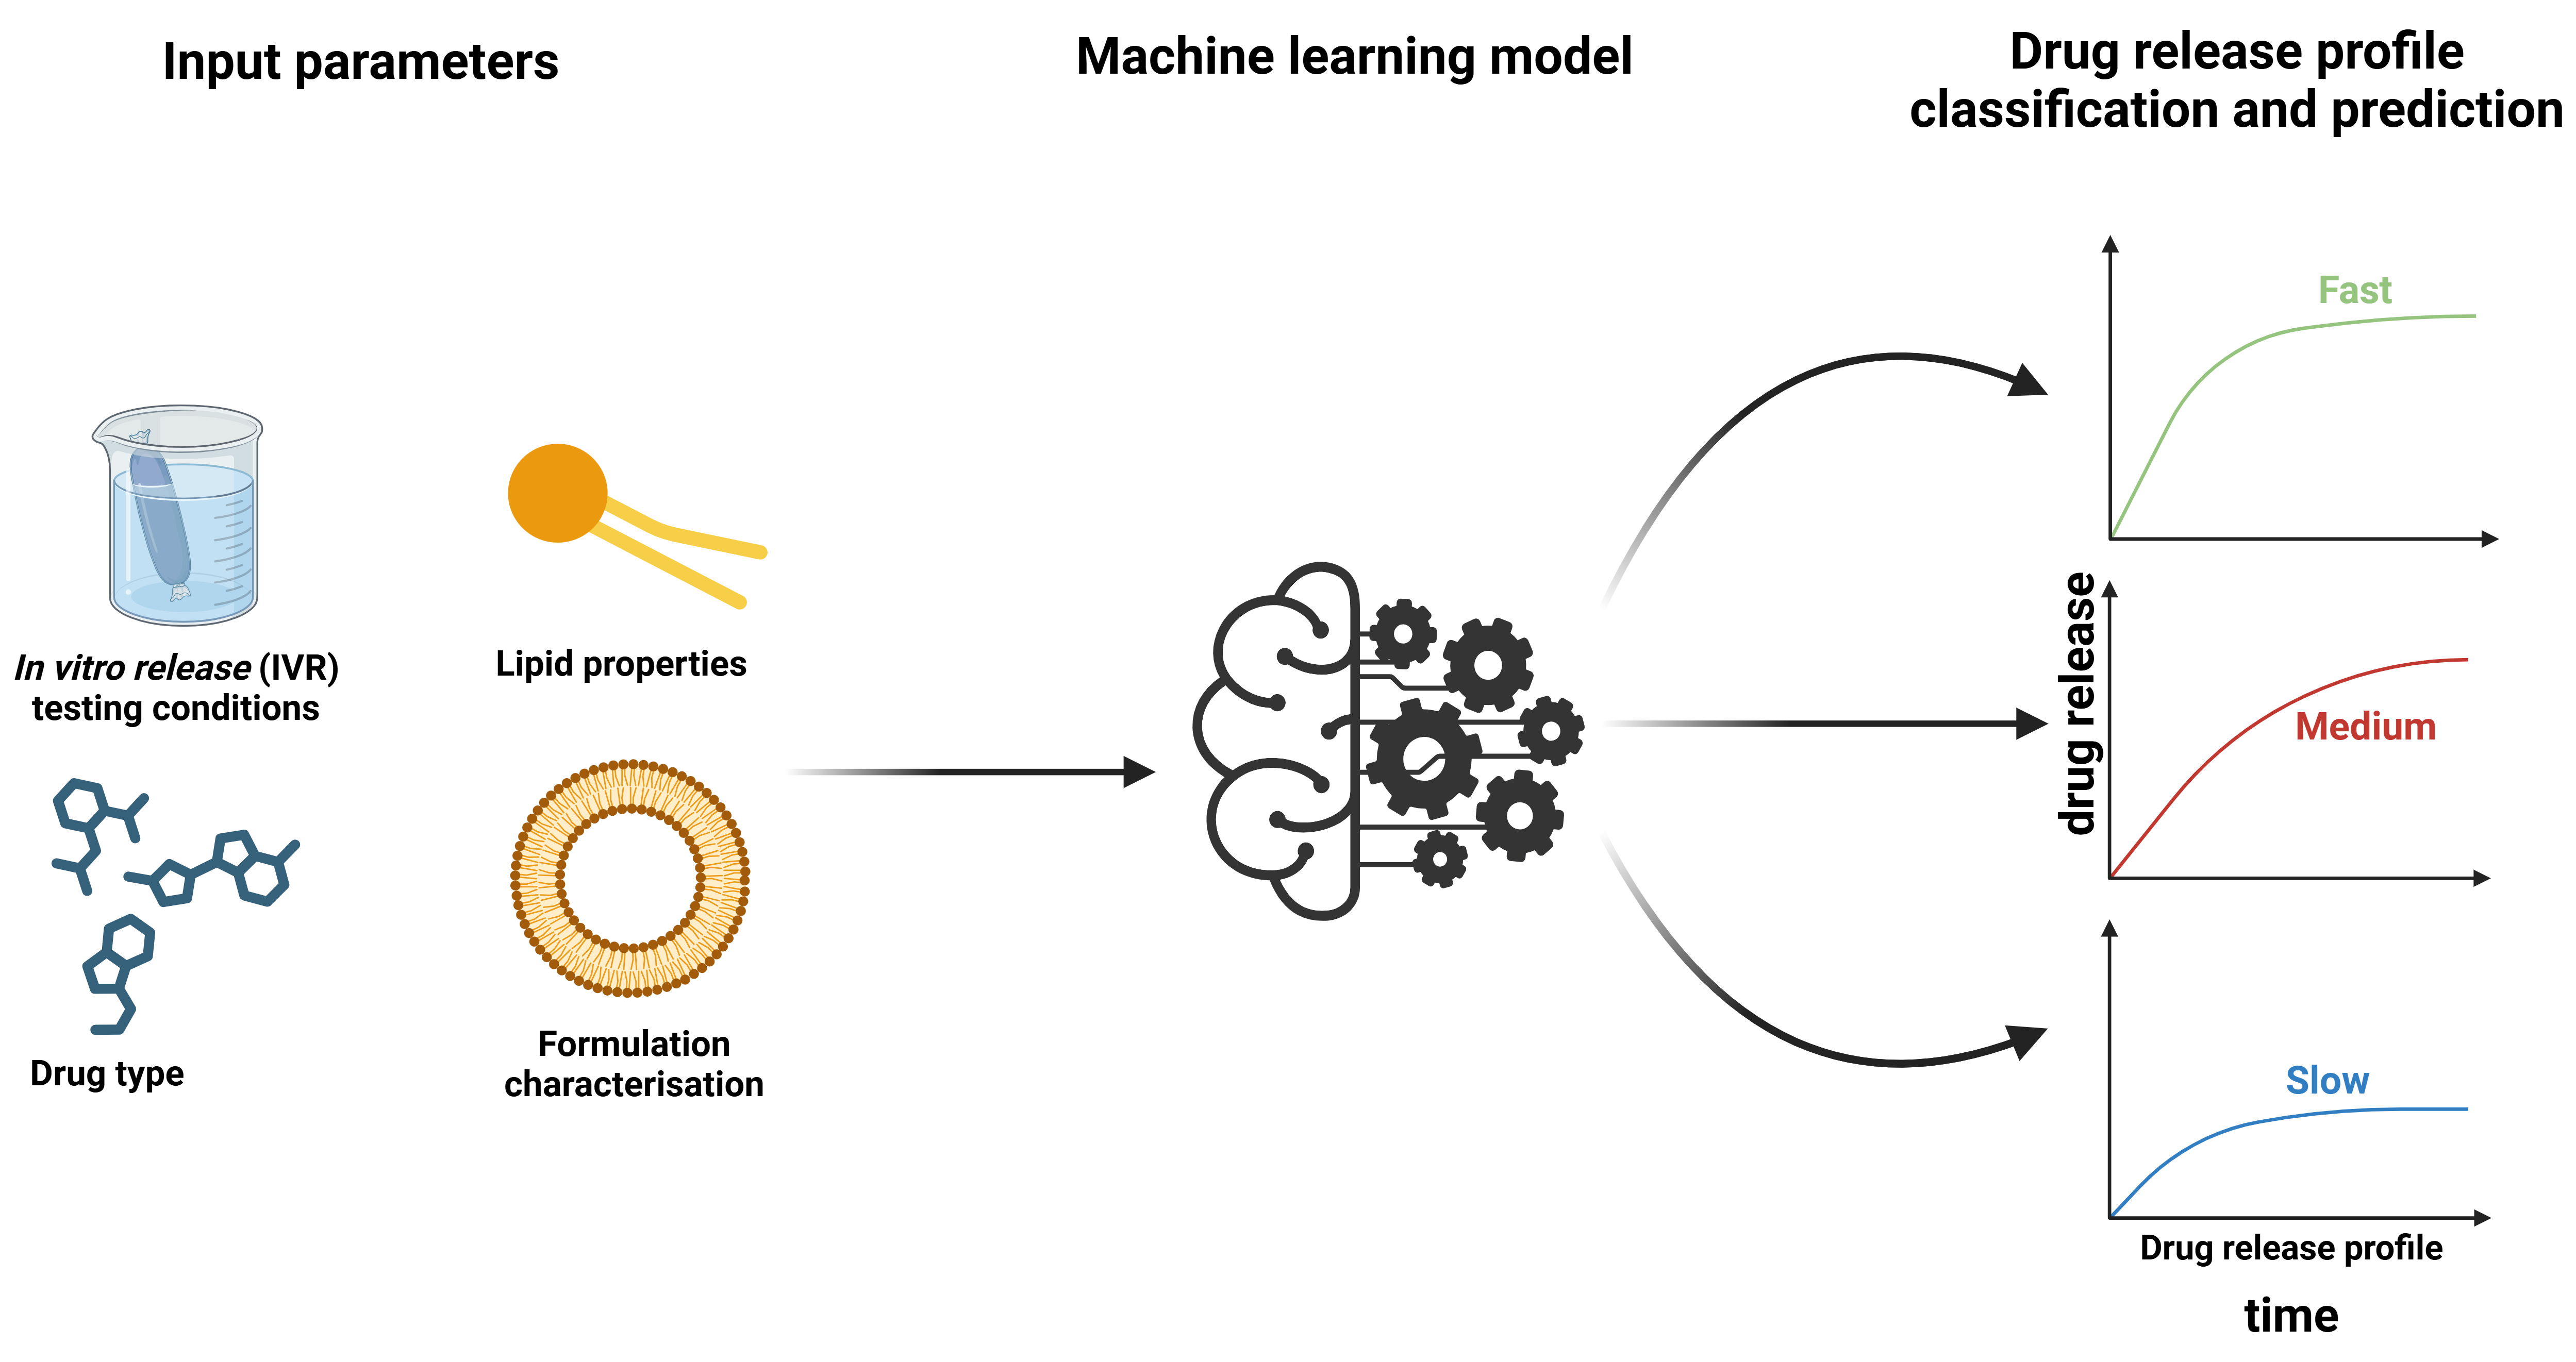 Input parameters
Machine learning model
Drug release profile
classification and prediction
In vitro release (IVR)
testing conditions
Lipid properties
Drug type
Formulation
characterisation
Fast
drug release
Medium
Slow
Drug release profile
time